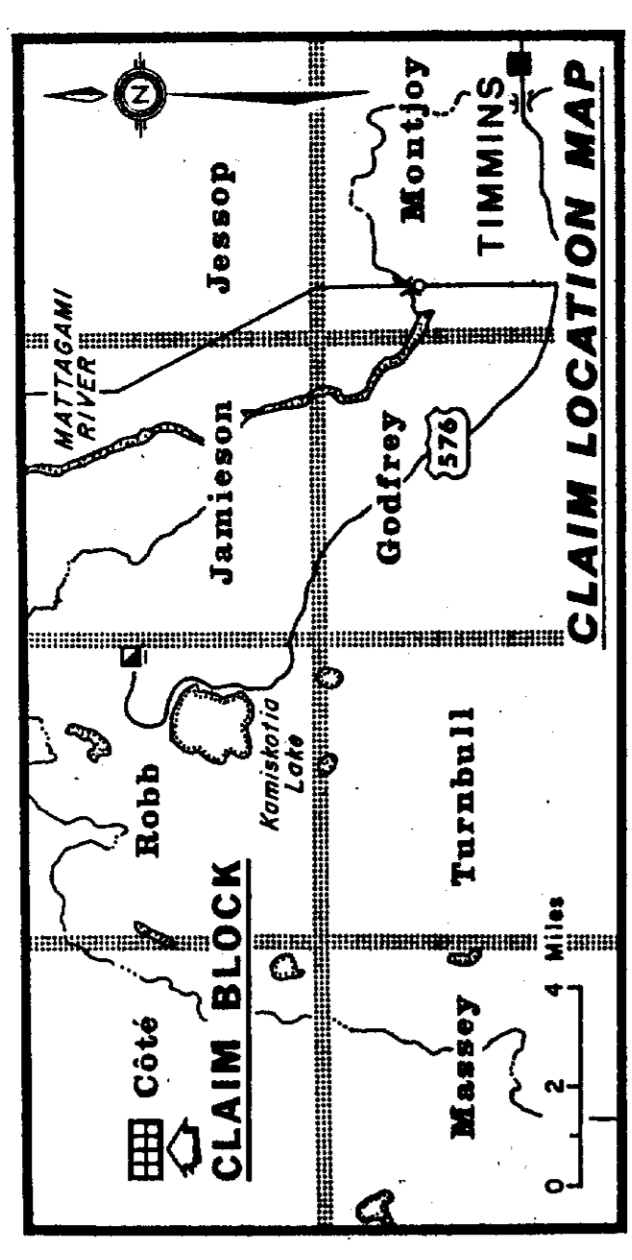 Côté
CLAIM BLOCK
Robb
Kamiskotia
Lake
Jamieson
MATTAGAMI
RIVER
Jessop
N
Massey
0 2 4 Miles
Turnbull
Godfrey
576
Montjoy
TIMMINS
CLAIM LOCATION MAP